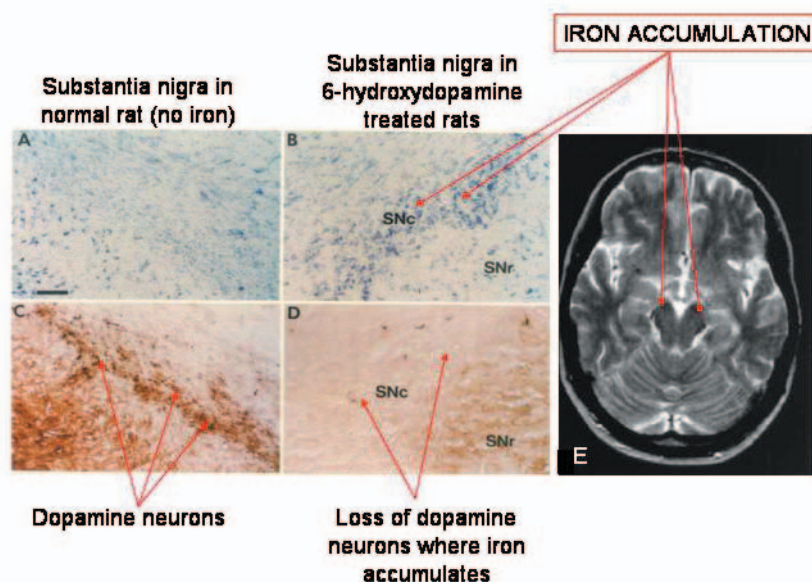 IRON ACCUMULATION
Substantia nigra in
normal rat (no iron)
Substantia nigra in
6-hydroxydopamine
treated rats
A
B
SNc
SNr
C
D
SNc
SNr
E
Dopamine neurons
Loss of dopamine
neurons where iron
accumulates